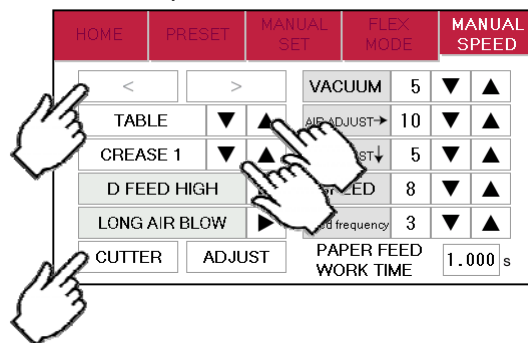 HOME PRESET MANUAL SET FLEX MODE MANUAL SPEED
< >
TABLE ▼ ▲
CREASE 1 ▼ ▲
D FEED HIGH
LONG AIR BLOW ▶
CUTTER ADJUST
VACUUM 5 ▼ ▲
AIR ADJUST→ 10 ▼ ▲
↓ 5 ▼ ▲
8 ▼ ▲
frequency 3 ▼ ▲
PAPER FEED
WORK TIME 1.000 s